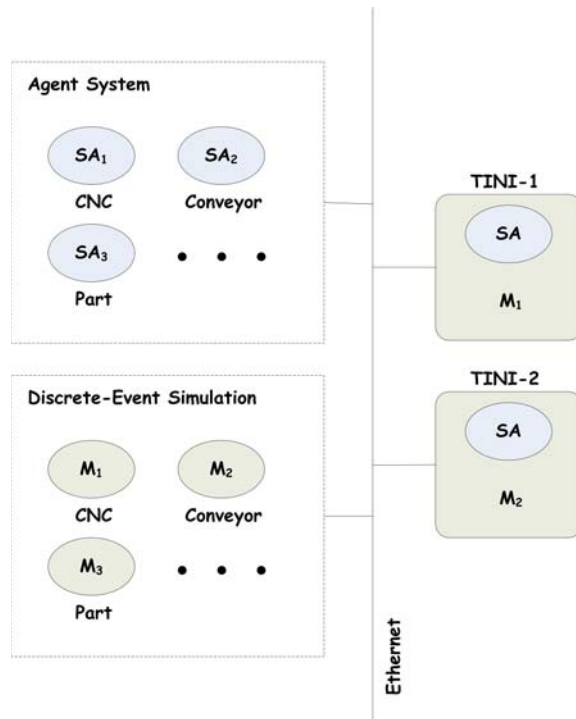 Agent System
SA₁
SA₂
CNC
Conveyor
SA₃
Part
TINI-1
SA
M₁
TINI-2
SA
M₂
Discrete-Event Simulation
M₁
M₂
CNC
Conveyor
M₃
Part
Ethernet